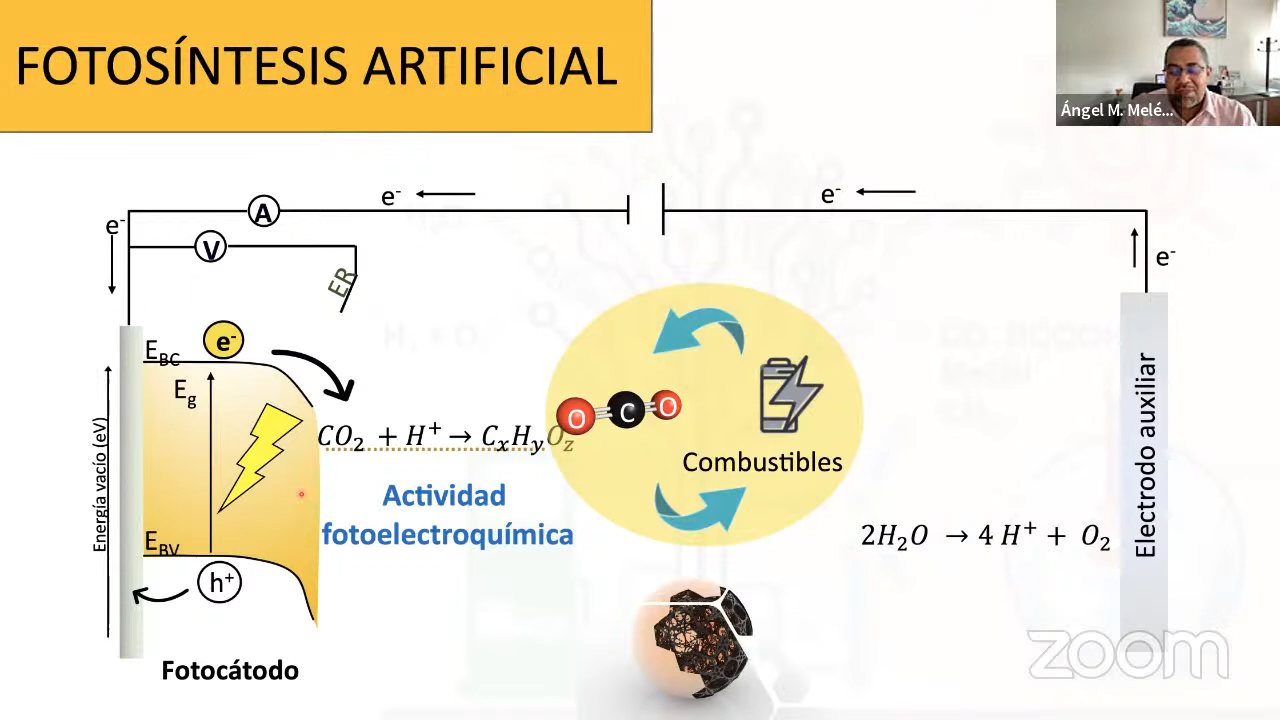 FOTOSÍNTESIS ARTIFICIAL
Ángel M. Melé...
e⁻
e⁻
e⁻
A
V
ER
e⁻
E_BC
e⁻
E_g
Energía vacío (eV)
CO₂ + H⁺ → CₓHᵧO_z
O C O
Combustibles
Actividad
fotoelectroquímica
E_BV
h⁺
2H₂O → 4 H⁺ + O₂
Electrodo auxiliar
Fotocátodo
zoom